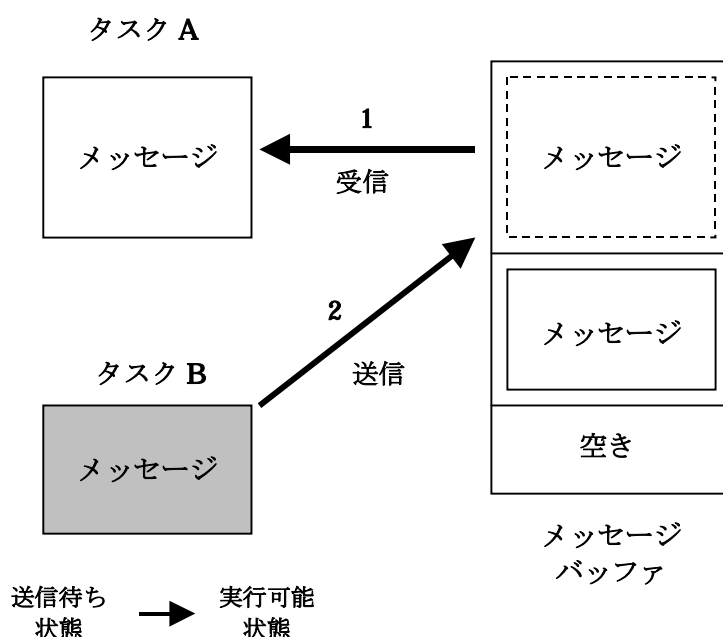 タスク A
メッセージ
1
受信
メッセージ
2
送信
メッセージ
タスク B
メッセージ
空き
メッセージ
バッファ
送信待ち
状態
実行可能
状態